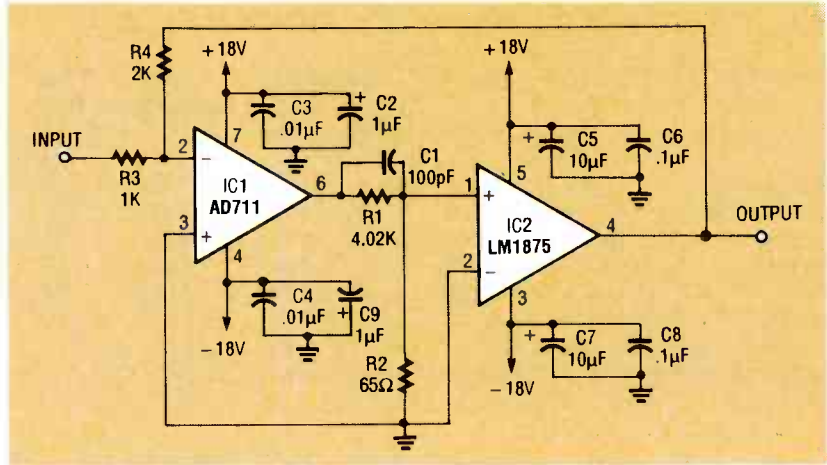 R4
2K
+18V
+18V
C3
.01µF
+
C2
1µF
INPUT
R3
1K
2
−
7
IC1
AD711
3
+
4
6
C1
100pF
R1
4.02K
+
C5
10µF
C6
.1µF
1
+
5
IC2
LM1875
2
−
3
4
OUTPUT
C4
.01µF
C9
+
1µF
−18V
R2
65Ω
+
C7
10µF
C8
.1µF
−18V